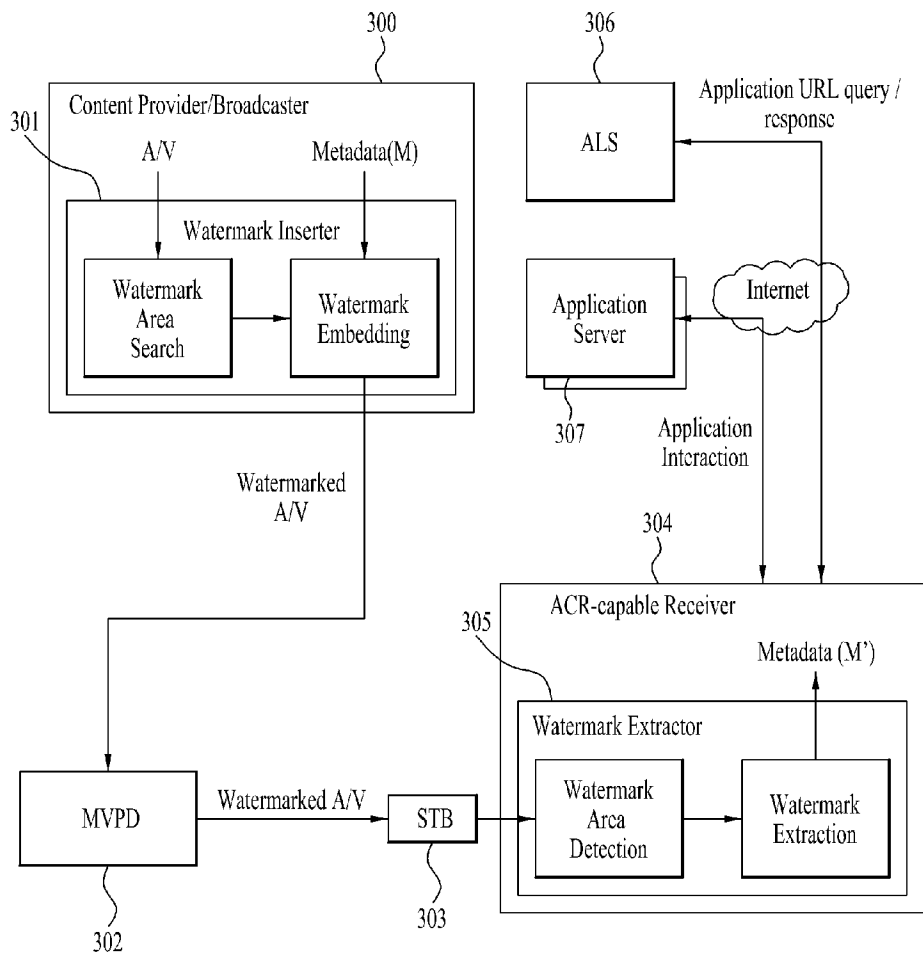 300
306
Content Provider/Broadcaster
301
A/V
Metadata(M)
Watermark Inserter
Watermark
Area
Search
Watermark
Embedding
ALS
Application URL query /
response
Internet
Application
Server
307
Application
Interaction
Watermarked
A/V
304
ACR-capable Receiver
305
Metadata (M’)
Watermark Extractor
Watermark
Area
Detection
Watermark
Extraction
MVPD
302
Watermarked A/V
STB
303